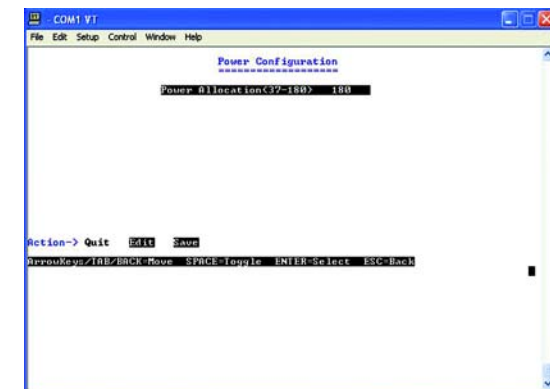 COM1 VT
File Edit Setup Control Window Help
Power Configuration
===================
Power Allocation(37-180) 180
Action-> Quit Edit Save
ArrowKeys/TAB/BACK=Move SPACE=Toggle ENTER=Select ESC=Back